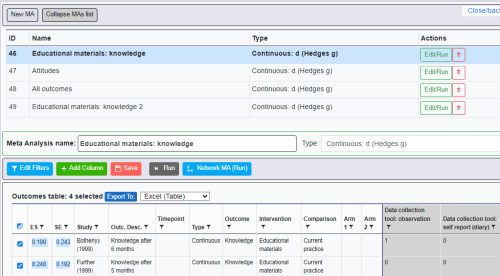 New MA Collapse MAs list Close/bac
ID Name Type Actions
46 Educational materials: knowledge Continuous: d (Hedges g) Edit/Run
47 Attitudes Continuous: d (Hedges g) Edit/Run
48 All outcomes Continuous: d (Hedges g) Edit/Run
49 Educational materials: knowledge 2 Continuous: d (Hedges g) Edit/Run
Meta Analysis name: Educational materials: knowledge Type: Continuous: d (Hedges g)
Edit Filters Add Column Save Run Network MA (Run)
Outcomes table: 4 selected Export To: Excel (Table)
Data collection
Timepoint Outcome Intervention Comparison Arm Arm tool: observation Data collection tool:
ES SE Study Outc. Desc. Type 1 2 self report (diary)
0.198 0.243 Botherlyy Knowledge after Continuous Knowledge Educational Current 1 0
(1999) 6 months materials practice
0.240 0.192 Further Knowledge after Continuous Knowledge Educational Current 0 0
(1999) 5 months materials practice